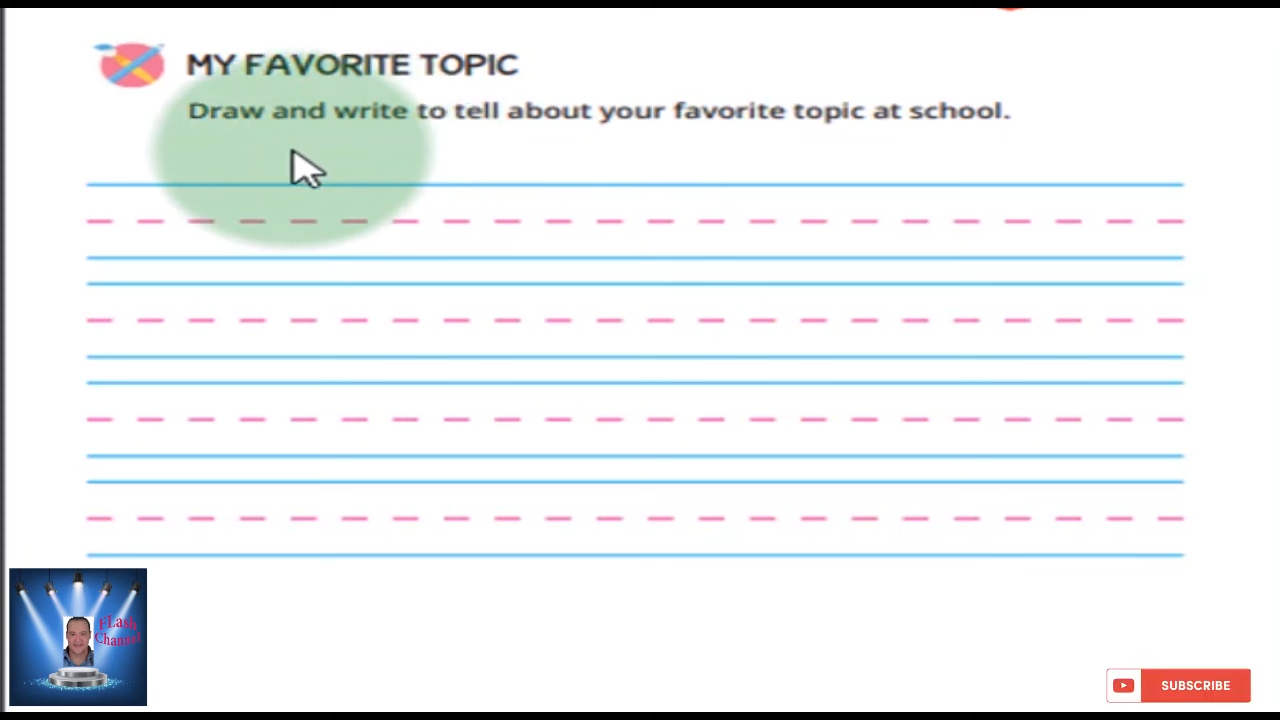 MY FAVORITE TOPIC
Draw and write to tell about your favorite topic at school.
FLash
Channel
SUBSCRIBE